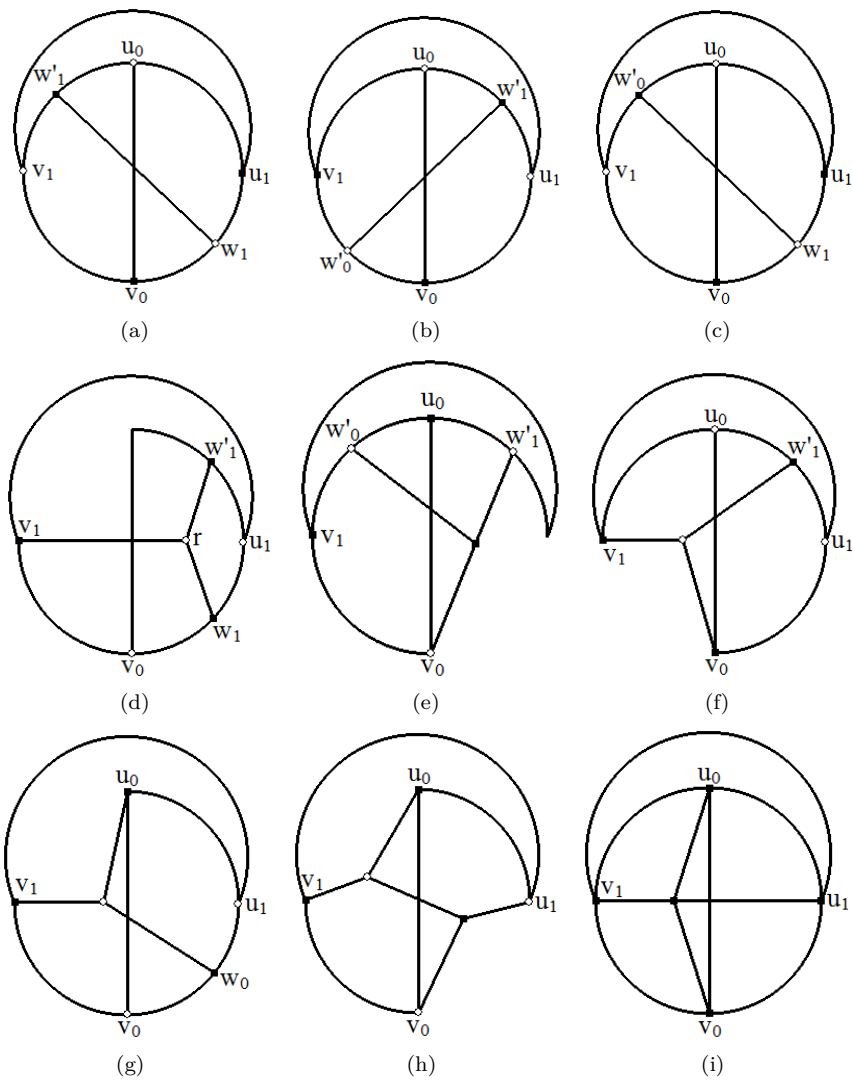 u0 u0 u0
w'1 w'1 w'0
v1 u1 v1 u1 v1 u1
w1 w'0 w1
v0 v0 v0
(a) (b) (c)
u0 u0
w'1 w'0 w'1 w'1
v1 r u1 v1 v1 u1
w1
v0 v0 v0
(d) (e) (f)
u0 u0 u0
v1 u1 v1 u1 v1 u1
w0
v0 v0 v0
(g) (h) (i)